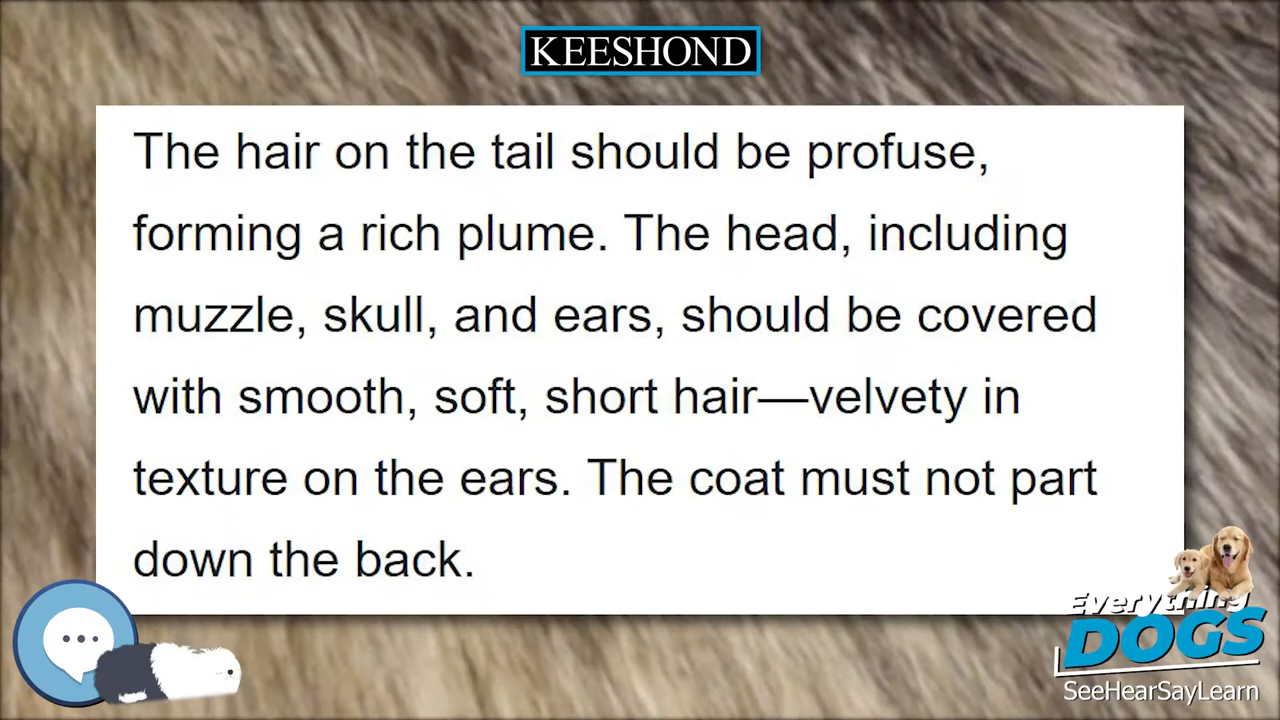 KEESHOND
The hair on the tail should be profuse,
forming a rich plume. The head, including
muzzle, skull, and ears, should be covered
with smooth, soft, short hair—velvety in
texture on the ears. The coat must not part
down the back.
Everything
DOGS
SeeHearSayLearn